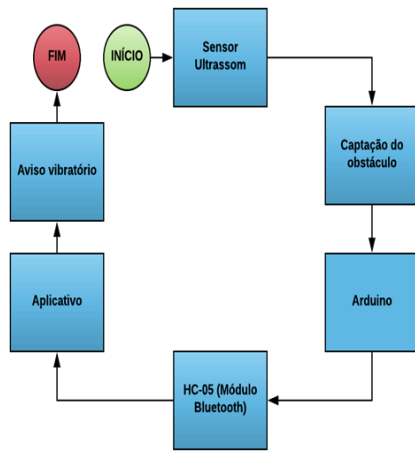 FIM
INÍCIO
Sensor
Ultrassom
Captação do
obstáculo
Arduino
HC-05 (Módulo
Bluetooth)
Aplicativo
Aviso vibratório